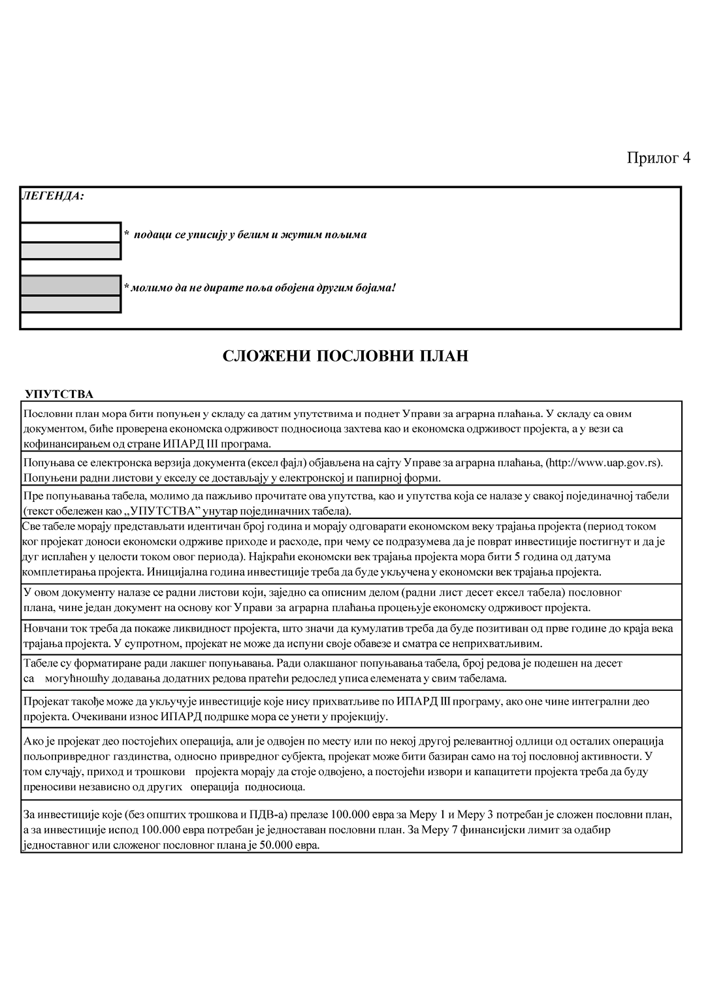 Прилог 4
ЛЕГЕНДА:
* подаци се уписију у белим и жутим пољима
* молимо да не дирате поља обојена другим бојама!
СЛОЖЕНИ ПОСЛОВНИ ПЛАН
УПУТСТВА
Пословни план мора бити попуњен у складу са датим упутствима и поднет Управи за аграрна плаћања. У складу са овим
документом, биће проверена економска одрживост подносиоца захтева као и економска одрживост пројекта, а у вези са
кофинансирањем од стране ИПАРД III програма.
Попуњава се електронска верзија документа (ексел фајл) објављена на сајту Управе за аграрна плаћања, (http://www.uap.gov.rs).
Попуњени радни листови у екселу се достављају у електронској и папирној форми.
Пре попуњавања табела, молимо да пажљиво прочитате ова упутства, као и упутства која се налазе у свакој појединачној табели
(текст обележен као „УПУТСТВА” унутар појединачних табела).
Све табеле морају представљати идентичан број година и морају одговарати економском веку трајања пројекта (период током
ког пројекат доноси економски одрживе приходе и расходе, при чему се подразумева да је поврат инвестиције постигнут и да је
дуг исплаћен у целости током овог периода). Најкраћи економски век трајања пројекта мора бити 5 година од датума
комплетирања пројекта. Иницијална година инвестиције треба да буде укључена у економски век трајања пројекта.
У овом документу налазе се радни листови који, заједно са описним делом (радни лист десет ексел табела) пословног
плана, чине један документ на основу ког Управи за аграрна плаћања процењује економску одрживост пројекта.
Новчани ток треба да покаже ликвидност пројекта, што значи да кумулатив треба да буде позитиван од прве године до краја века
трајања пројекта. У супротном, пројекат не може да испуни своје обавезе и сматра се неприхватљивим.
Табеле су форматиране ради лакшег попуњавања. Ради олакшаног попуњавања табела, број редова је подешен на десет
са могућношћу додавања додатних редова пратећи редослед уписа елемената у свим табелама.
Пројекат такође може да укључује инвестиције које нису прихватљиве по ИПАРД III програму, ако оне чине интегрални део
пројекта. Очекивани износ ИПАРД подршке мора се унети у пројекцију.
Ако је пројекат део постојећих операција, али је одвојен по месту или по некој другој релевантној одлици од осталих операција
пољопривредног газдинства, односно привредног субјекта, пројекат може бити базиран само на тој пословној активности. У
том случају, приход и трошкови пројекта морају да стоје одвојено, а постојећи извори и капацитети пројекта треба да буду
преносиви независно од других операција подносиоца.
За инвестиције које (без општих трошкова и ПДВ-а) прелазе 100.000 евра за Меру 1 и Меру 3 потребан је сложен пословни план,
а за инвестиције испод 100.000 евра потребан је једноставан пословни план. За Меру 7 финансијски лимит за одабир
једноставног или сложеног пословног плана је 50.000 евра.